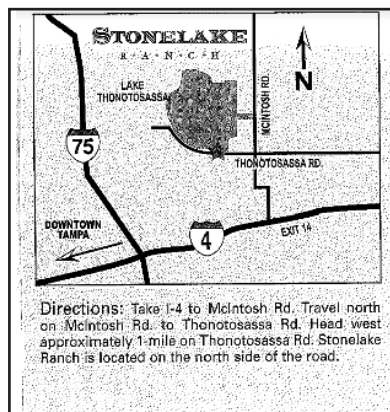 STONELAKE
R • A • N • C • H
LAKE
THONOTOSASSA
MCINTOSH RD.
N
75
THONOTOSASSA RD.
DOWNTOWN
TAMPA
4
EXIT 14
Directions: Take I-4 to McIntosh Rd. Travel north
on McIntosh Rd. to Thonotosassa Rd. Head west
approximately 1-mile on Thonotosassa Rd. Stonelake
Ranch is located on the north side of the road.